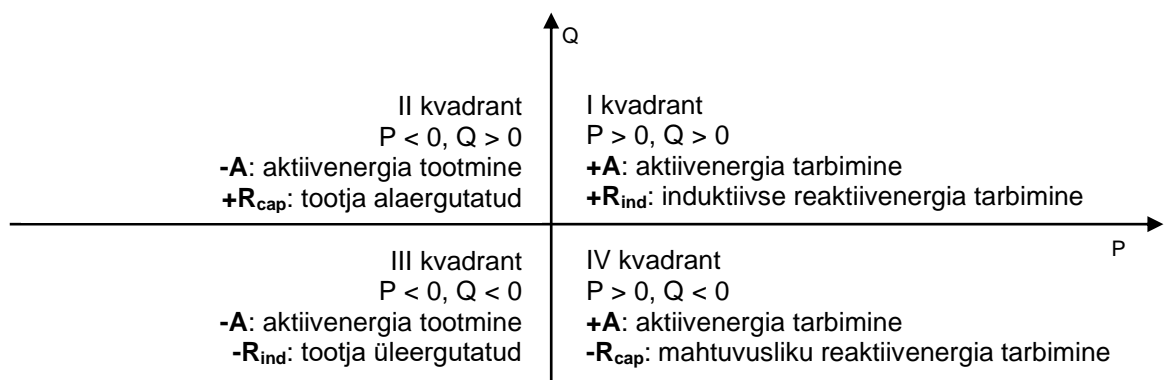 Q
II kvadrant
P < 0, Q > 0
-A: aktiivenergia tootmine
+Rcap: tootja alaergutatud
I kvadrant
P > 0, Q > 0
+A: aktiivenergia tarbimine
+Rind: induktiivse reaktiivenergia tarbimine
P
III kvadrant
P < 0, Q < 0
-A: aktiivenergia tootmine
-Rind: tootja üleergutatud
IV kvadrant
P > 0, Q < 0
+A: aktiivenergia tarbimine
-Rcap: mahtuvusliku reaktiivenergia tarbimine